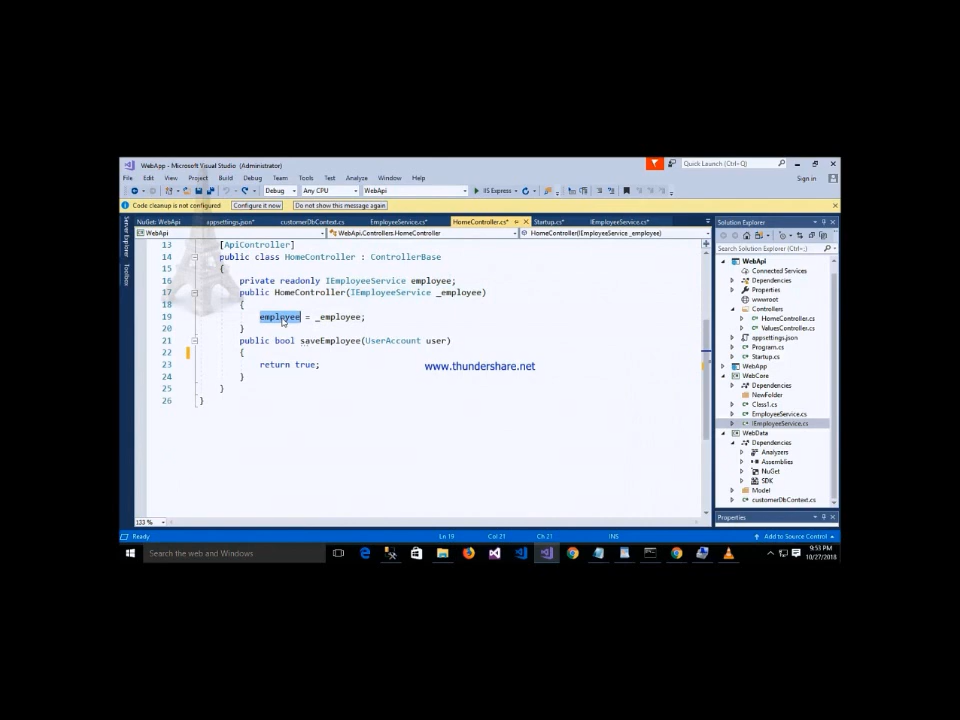 WebApp - Microsoft Visual Studio (Administrator)
Quick Launch (Ctrl+Q)
File Edit View Project Build Debug Team Tools Test Analyze Window Help
Sign in
Debug Any CPU WebApi IIS Express
Code cleanup is not configured Configure it now Do not show this message again
Server Explorer
Toolbox
NuGet: WebApi appsettings.json* customerDbContext.cs EmployeeService.cs* HomeController.cs* Startup.cs* IEmployeeService.cs*
WebApi WebApi.Controllers.HomeController HomeController(IEmployeeService _employee)
13 [ApiController]
14 public class HomeController : ControllerBase
15 {
16 private readonly IEmployeeService employee;
17 public HomeController(IEmployeeService _employee)
18 {
19 employee = _employee;
20 }
21 public bool saveEmployee(UserAccount user)
22 {
23 return true;
24 }
25 }
26 }
www.thundershare.net
133 %
Solution Explorer
Search Solution Explorer (Ctrl+;)
WebApi
Connected Services
Dependencies
Properties
wwwroot
Controllers
HomeController.cs
ValuesController.cs
appsettings.json
Program.cs
Startup.cs
WebApp
WebCore
Dependencies
NewFolder
Class1.cs
EmployeeService.cs
IEmployeeService.cs
WebData
Dependencies
Analyzers
Assemblies
NuGet
SDK
Model
customerDbContext.cs
Properties
Ready Ln 19 Col 21 Ch 21 INS Add to Source Control
Search the web and Windows
9:53 PM
10/27/2018